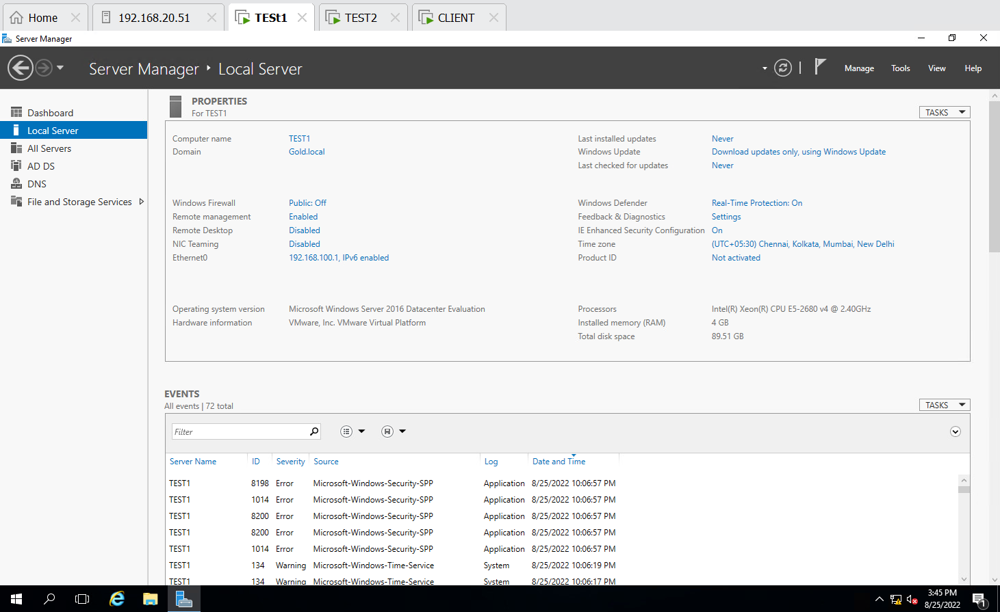 Home
192.168.20.51
TESt1
TEST2
CLIENT
Server Manager
Server Manager Local Server
Manage Tools View Help
Dashboard
Local Server
All Servers
AD DS
DNS
File and Storage Services
PROPERTIES
For TEST1
TASKS
Computer name TEST1
Domain Gold.local
Last installed updates Never
Windows Update Download updates only, using Windows Update
Last checked for updates Never
Windows Firewall Public: Off
Remote management Enabled
Remote Desktop Disabled
NIC Teaming Disabled
Ethernet0 192.168.100.1, IPv6 enabled
Windows Defender Real-Time Protection: On
Feedback & Diagnostics Settings
IE Enhanced Security Configuration On
Time zone (UTC+05:30) Chennai, Kolkata, Mumbai, New Delhi
Product ID Not activated
Operating system version Microsoft Windows Server 2016 Datacenter Evaluation
Hardware information VMware, Inc. VMware Virtual Platform
Processors Intel(R) Xeon(R) CPU E5-2680 v4 @ 2.40GHz
Installed memory (RAM) 4 GB
Total disk space 89.51 GB
EVENTS
All events | 72 total
TASKS
Filter
Server Name ID Severity Source Log Date and Time
TEST1 8198 Error Microsoft-Windows-Security-SPP Application 8/25/2022 10:06:57 PM
TEST1 1014 Error Microsoft-Windows-Security-SPP Application 8/25/2022 10:06:57 PM
TEST1 8200 Error Microsoft-Windows-Security-SPP Application 8/25/2022 10:06:57 PM
TEST1 8200 Error Microsoft-Windows-Security-SPP Application 8/25/2022 10:06:57 PM
TEST1 1014 Error Microsoft-Windows-Security-SPP Application 8/25/2022 10:06:57 PM
TEST1 134 Warning Microsoft-Windows-Time-Service System 8/25/2022 10:06:19 PM
TEST1 134 Warning Microsoft-Windows-Time-Service System 8/25/2022 10:06:17 PM
3:45 PM
8/25/2022
1